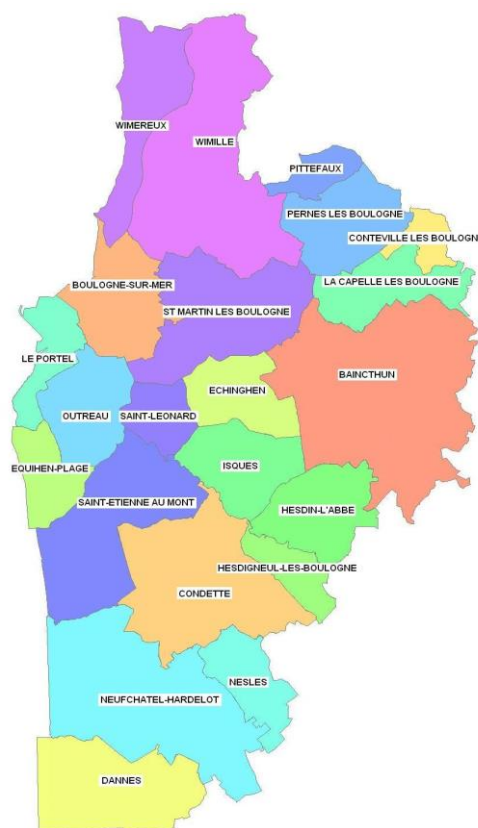 WIMEREUX
WIMILLE
PITTEFAUX
PERNES LES BOULOGNE
CONTEVILLE LES BOULOGN
LA CAPELLE LES BOULOGNE
BOULOGNE-SUR-MER
ST MARTIN LES BOULOGNE
LE PORTEL
BAINCTHUN
ECHINGHEN
OUTREAU
SAINT-LEONARD
EQUIHEN-PLAGE
ISQUES
SAINT-ETIENNE AU MONT
HESDIN-L'ABBE
HESDIGNEUL-LES-BOULOGNE
CONDETTE
NESLES
NEUFCHATEL-HARDELOT
DANNES